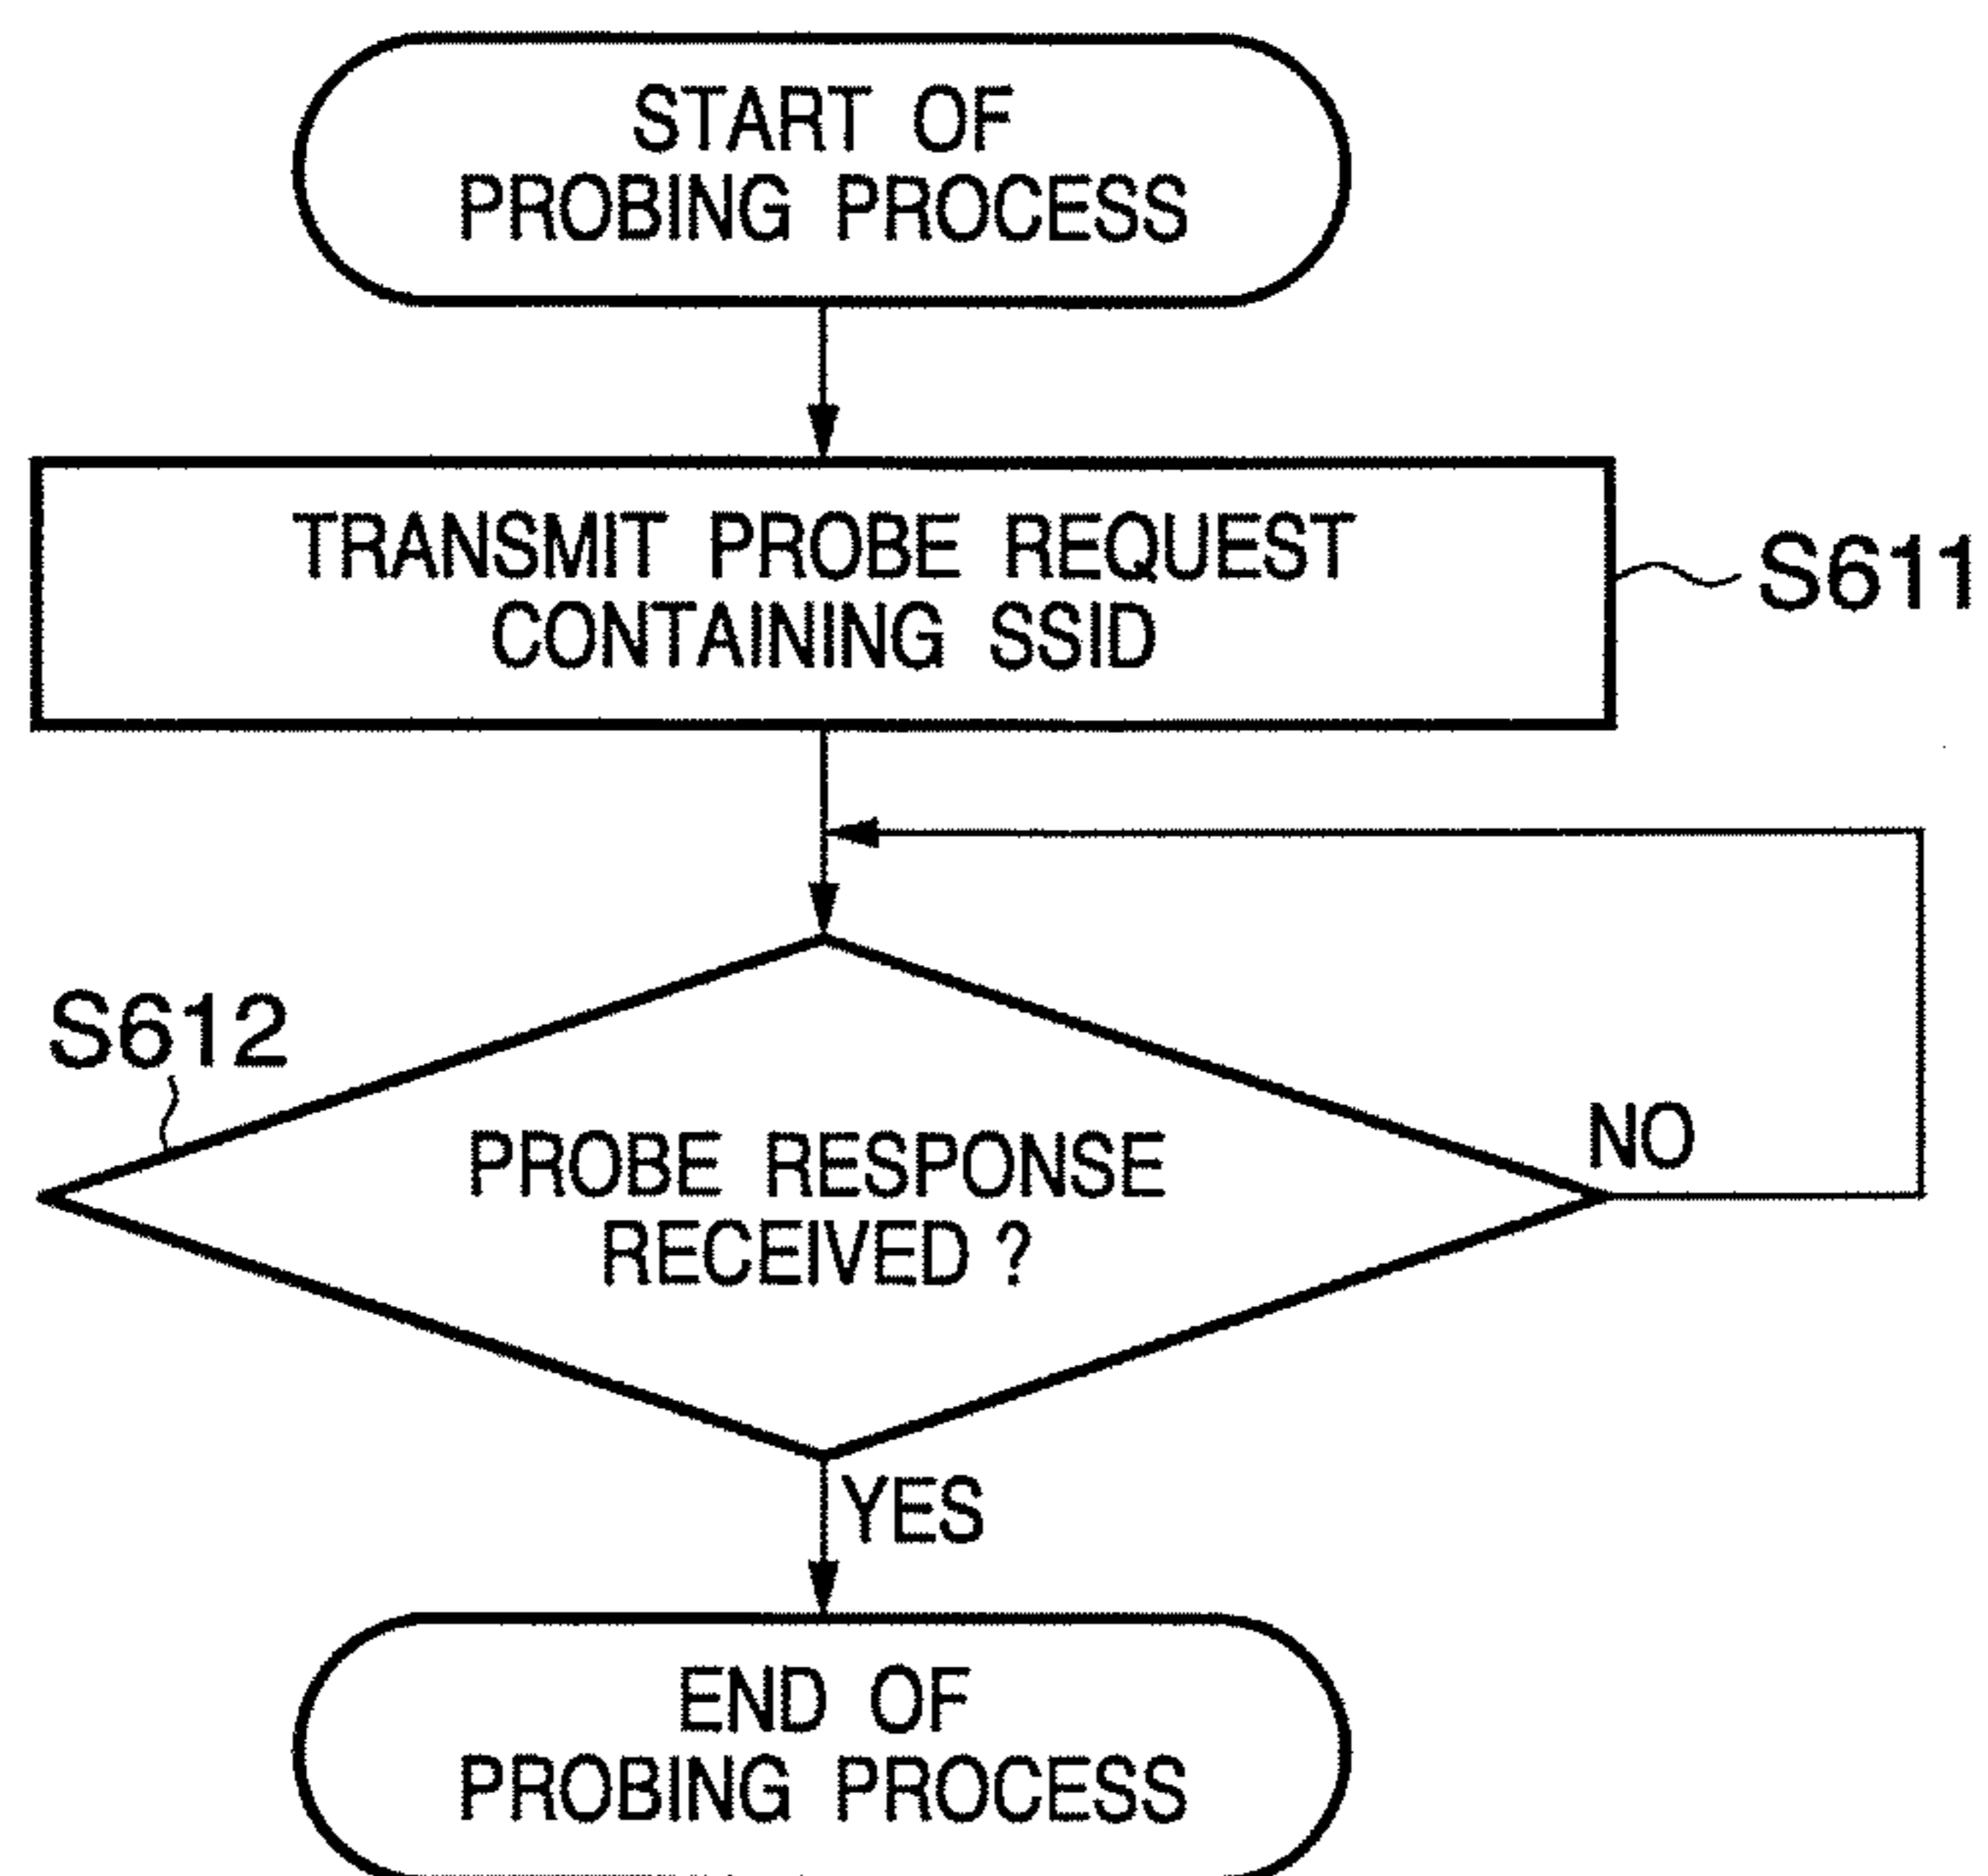 START OF
PROBING PROCESS
TRANSMIT PROBE REQUEST
CONTAINING SSID
S611
S612
PROBE RESPONSE
RECEIVED ?
NO
YES
END OF
PROBING PROCESS